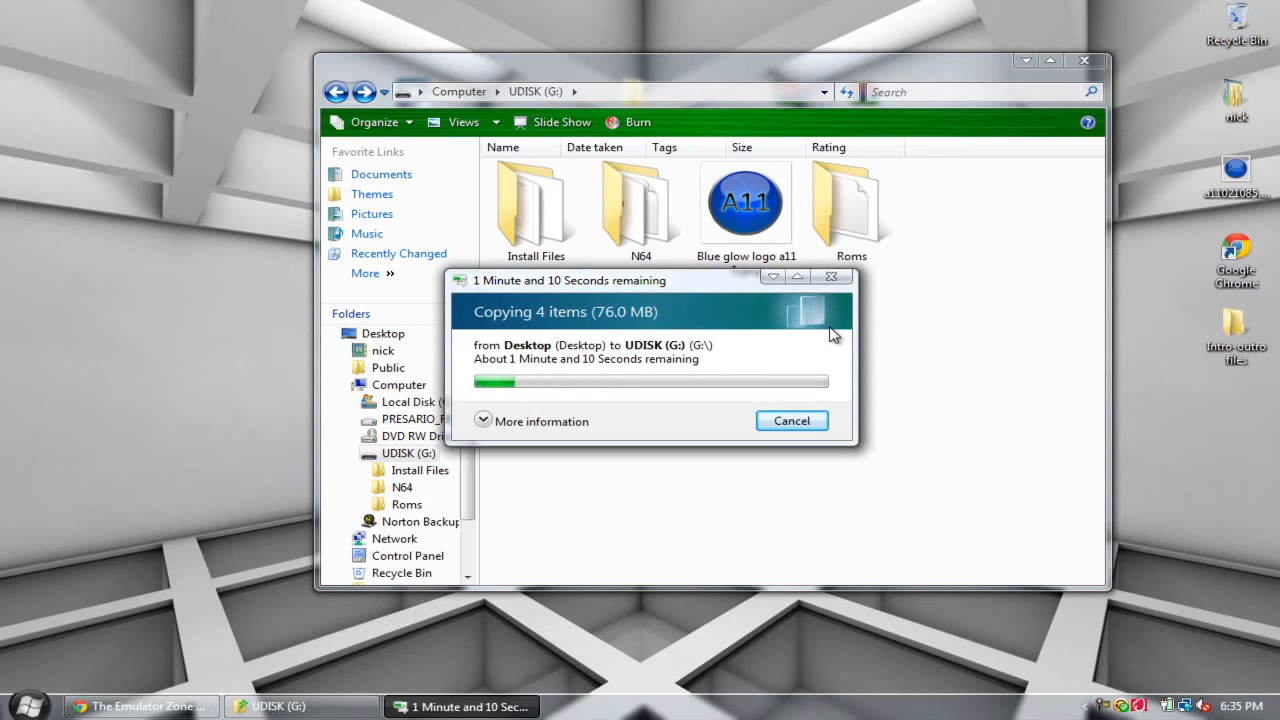 Recycle Bin
nick
a11021085....
Google Chrome
Intro-outro files
Computer
UDISK (G:)
Search
Organize
Views
Slide Show
Burn
Favorite Links
Documents
Themes
Pictures
Music
Recently Changed
More »
Folders
Desktop
nick
Public
Computer
Local Disk (
PRESARIO_R
DVD RW Dri
UDISK (G:)
Install Files
N64
Roms
Norton Backup
Network
Control Panel
Recycle Bin
Name Date taken Tags Size Rating
A11
Install Files
N64
Blue glow logo a11
Roms
1 Minute and 10 Seconds remaining
Copying 4 items (76.0 MB)
from Desktop (Desktop) to UDISK (G:) (G:\)
About 1 Minute and 10 Seconds remaining
More information
Cancel
The Emulator Zone ...
UDISK (G:)
1 Minute and 10 Sec...
6:35 PM